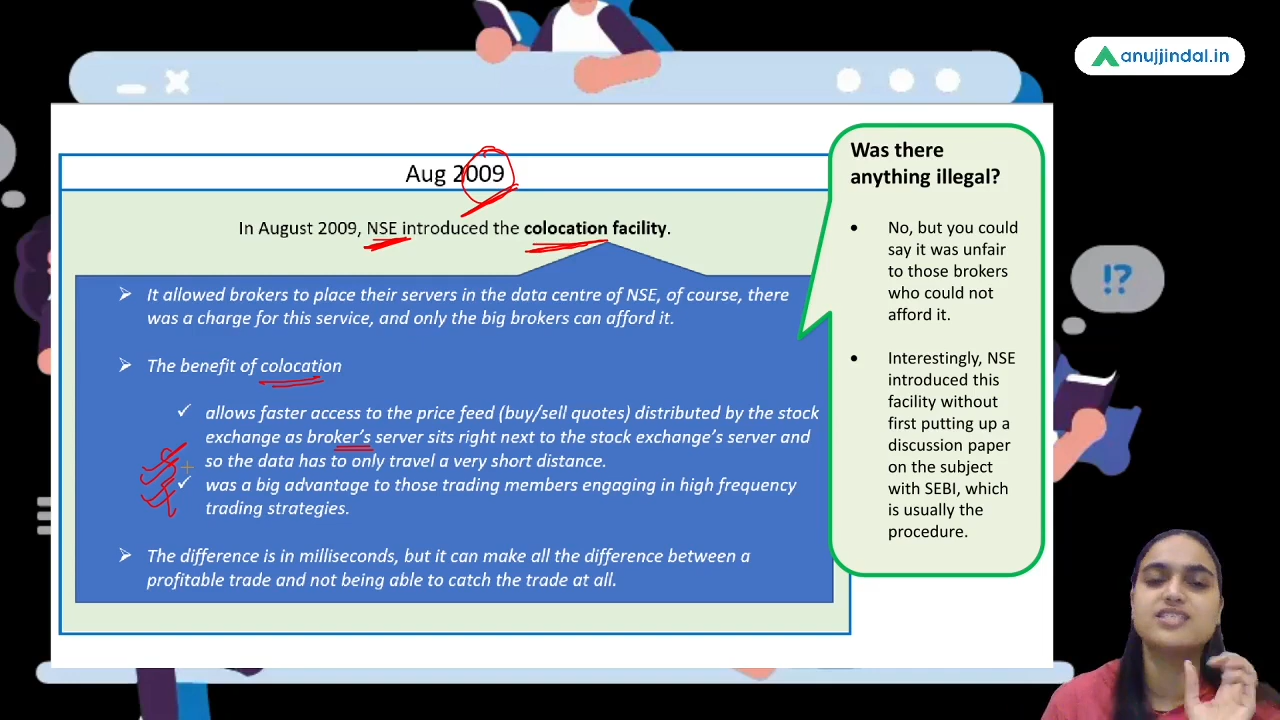 anujjindal.in
Aug 2009
In August 2009, NSE introduced the colocation facility.
It allowed brokers to place their servers in the data centre of NSE, of course, there
was a charge for this service, and only the big brokers can afford it.
The benefit of colocation
allows faster access to the price feed (buy/sell quotes) distributed by the stock
exchange as broker's server sits right next to the stock exchange's server and
so the data has to only travel a very short distance.
was a big advantage to those trading members engaging in high frequency
trading strategies.
The difference is in milliseconds, but it can make all the difference between a
profitable trade and not being able to catch the trade at all.
Was there
anything illegal?
No, but you could
say it was unfair
to those brokers
who could not
afford it.
Interestingly, NSE
introduced this
facility without
first putting up a
discussion paper
on the subject
with SEBI, which
is usually the
procedure.
!?